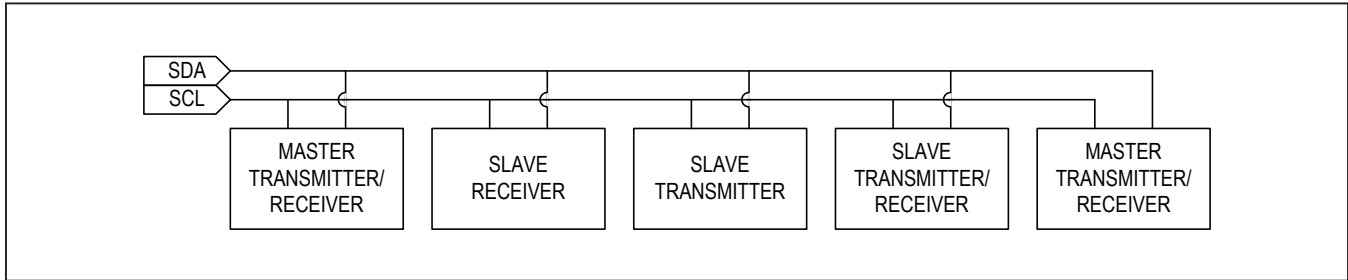 SDA
SCL
MASTER
TRANSMITTER/
RECEIVER
SLAVE
RECEIVER
SLAVE
TRANSMITTER
SLAVE
TRANSMITTER/
RECEIVER
MASTER
TRANSMITTER/
RECEIVER